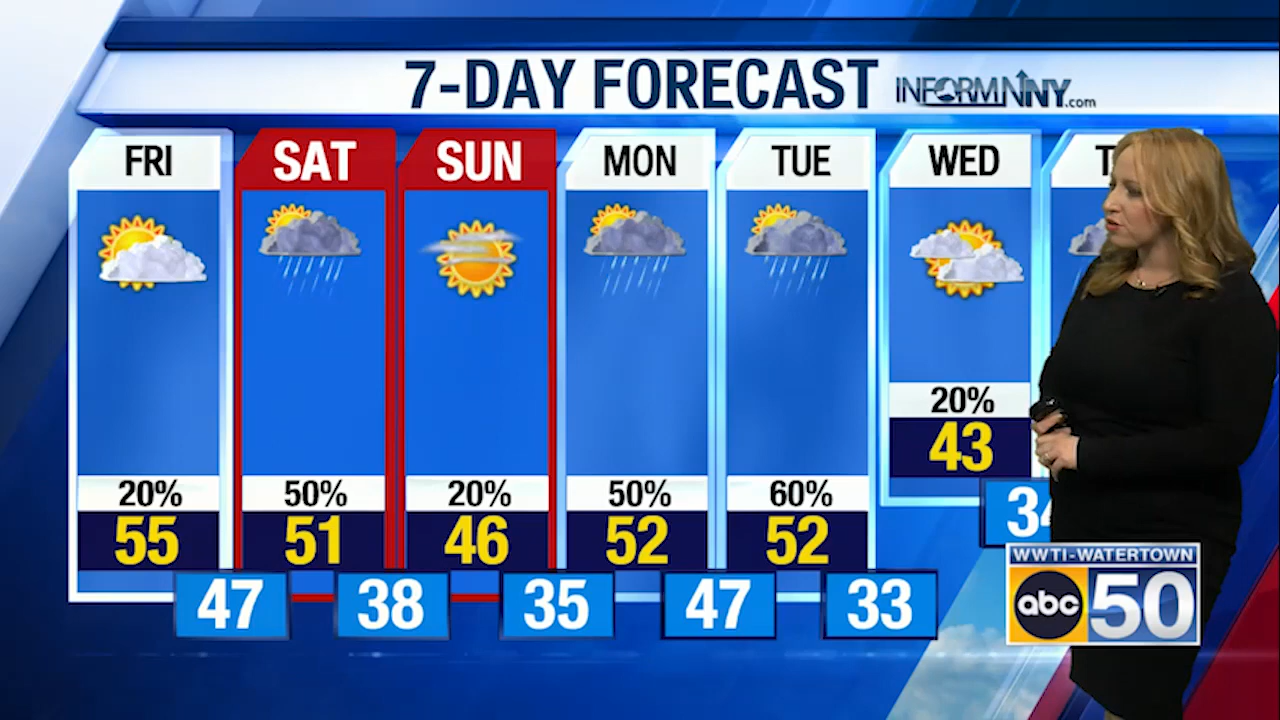 7-DAY FORECAST INFORMNNY.com
FRI SAT SUN MON TUE WED T
20% 50% 20% 50% 60% 20%
55 51 46 52 52 43
47 38 35 47 33 34
WWTI-WATERTOWN
abc 50